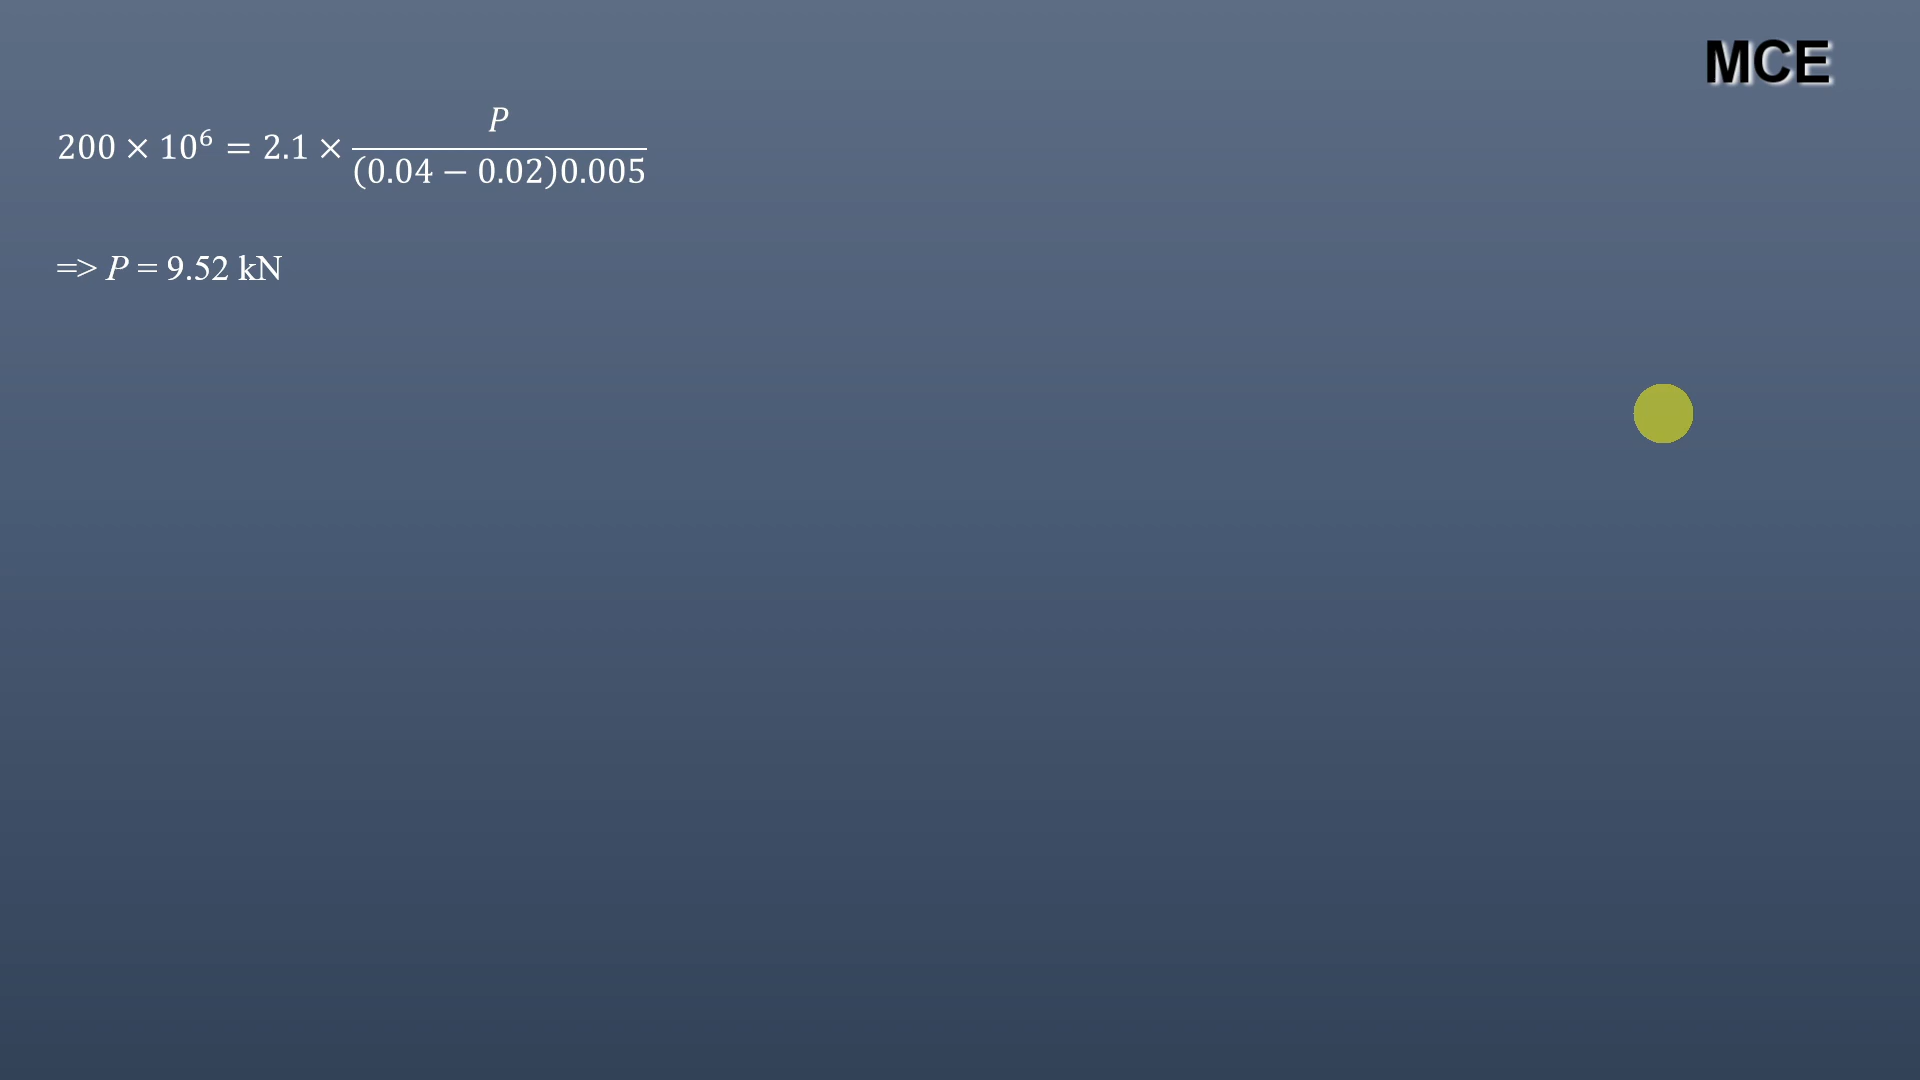 MCE
200 × 10⁶ = 2.1 × P / (0.04 − 0.02)0.005
=> P = 9.52 kN